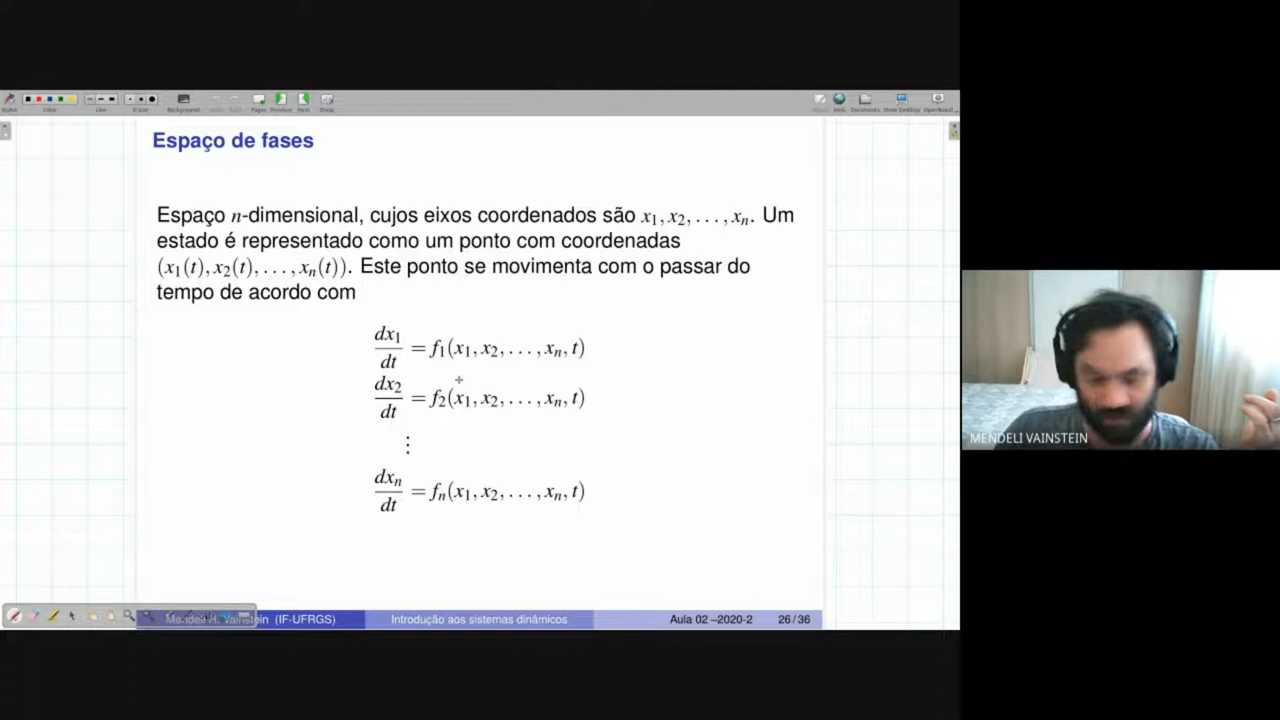 Espaço de fases
Espaço n-dimensional, cujos eixos coordenados são x₁, x₂, . . . , xₙ. Um
estado é representado como um ponto com coordenadas
(x₁(t), x₂(t), . . . , xₙ(t)). Este ponto se movimenta com o passar do
tempo de acordo com
dx₁/dt = f₁(x₁, x₂, . . . , xₙ, t)
dx₂/dt = f₂(x₁, x₂, . . . , xₙ, t)
⋮
dxₙ/dt = fₙ(x₁, x₂, . . . , xₙ, t)
MENDELI VAINSTEIN
Mendeli H. Vainstein (IF-UFRGS) Introdução aos sistemas dinâmicos Aula 02 –2020-2 26 / 36